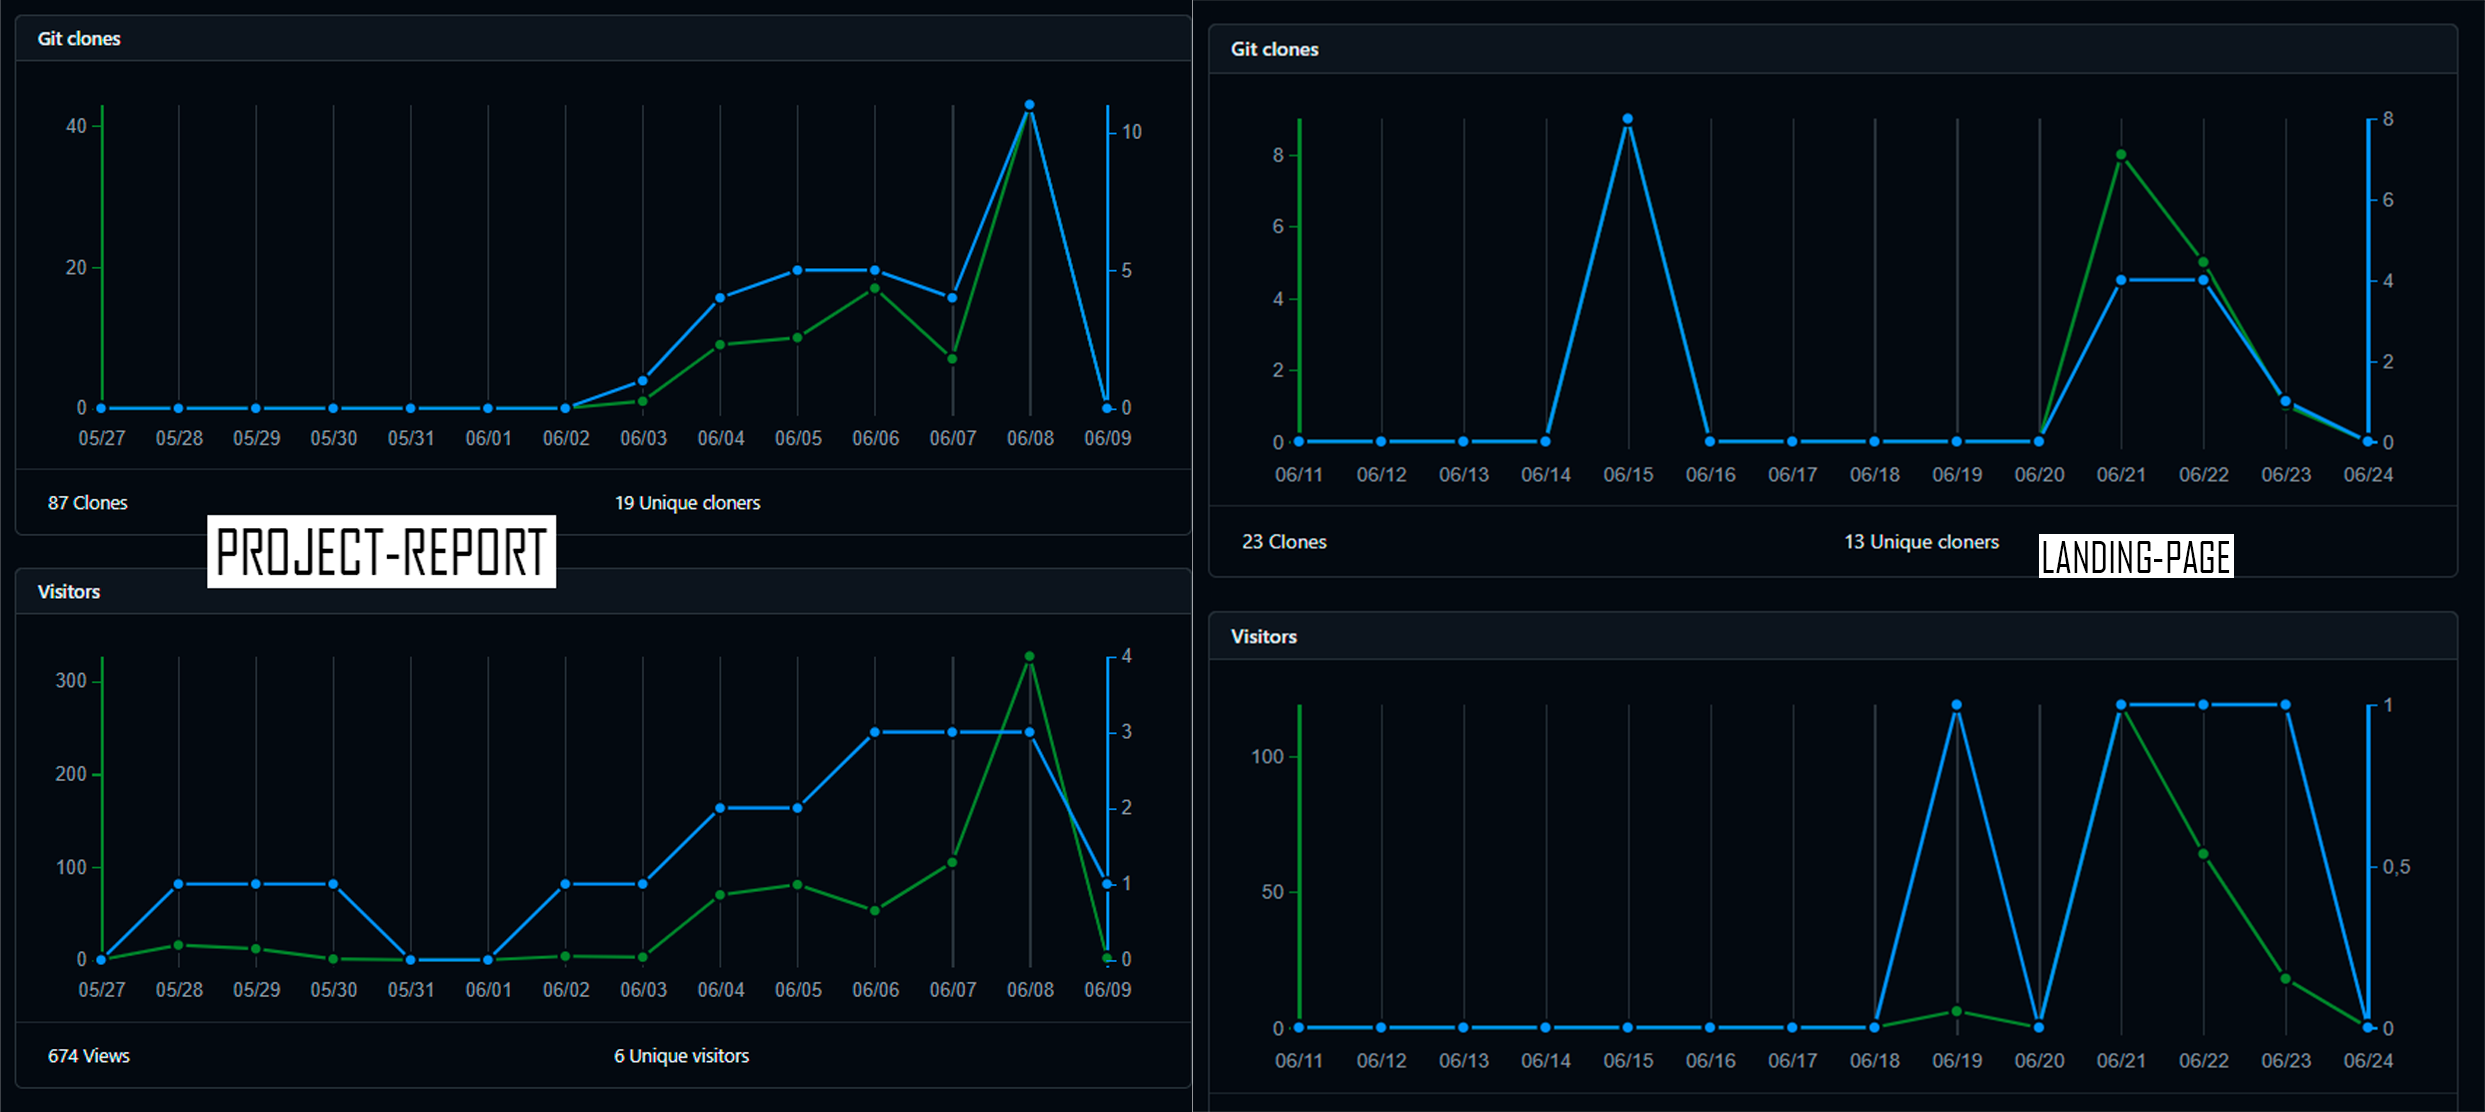 Git clones
40
20
0
10
5
0
05/27 05/28 05/29 05/30 05/31 06/01 06/02 06/03 06/04 06/05 06/06 06/07 06/08 06/09
87 Clones 19 Unique cloners
PROJECT-REPORT
Visitors
300
200
100
0
4
3
2
1
0
05/27 05/28 05/29 05/30 05/31 06/01 06/02 06/03 06/04 06/05 06/06 06/07 06/08 06/09
674 Views 6 Unique visitors
Git clones
8
6
4
2
0
8
6
4
2
0
06/11 06/12 06/13 06/14 06/15 06/16 06/17 06/18 06/19 06/20 06/21 06/22 06/23 06/24
23 Clones 13 Unique cloners
LANDING-PAGE
Visitors
100
50
0
1
0,5
0
06/11 06/12 06/13 06/14 06/15 06/16 06/17 06/18 06/19 06/20 06/21 06/22 06/23 06/24